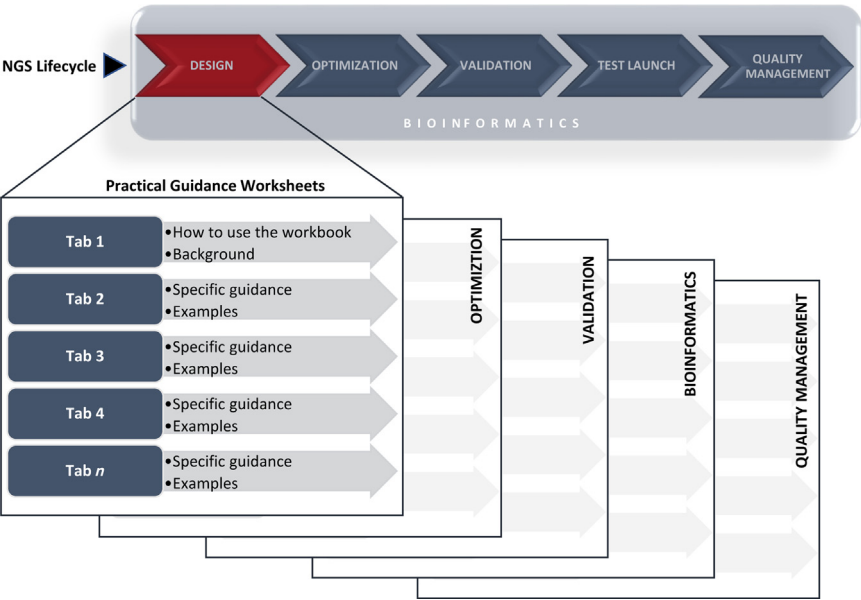 NGS Lifecycle
DESIGN
OPTIMIZATION
VALIDATION
TEST LAUNCH
QUALITY
MANAGEMENT
BIOINFORMATICS
Practical Guidance Worksheets
Tab 1
•How to use the workbook
•Background
Tab 2
•Specific guidance
•Examples
Tab 3
•Specific guidance
•Examples
Tab 4
•Specific guidance
•Examples
Tab n
•Specific guidance
•Examples
OPTIMIZTION
VALIDATION
BIOINFORMATICS
QUALITY MANAGEMENT